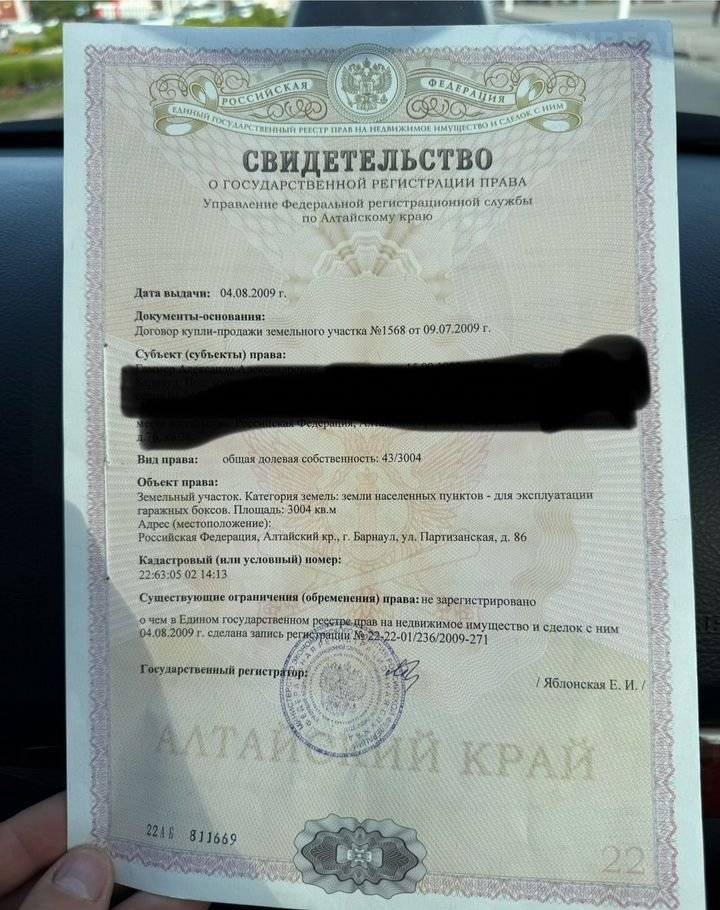 РОССИЙСКАЯ ФЕДЕРАЦИЯ
ЕДИНЫЙ ГОСУДАРСТВЕННЫЙ РЕЕСТР ПРАВ НА НЕДВИЖИМОЕ ИМУЩЕСТВО И СДЕЛОК С НИМ
СВИДЕТЕЛЬСТВО
О ГОСУДАРСТВЕННОЙ РЕГИСТРАЦИИ ПРАВА
Управление Федеральной регистрационной службы
по Алтайскому краю
Дата выдачи: 04.08.2009 г.
Документы-основания:
Договор купли-продажи земельного участка №1568 от 09.07.2009 г.
Субъект (субъекты) права:
Российская Федерация,
Вид права: общая долевая собственность: 43/3004
Объект права:
Земельный участок. Категория земель: земли населенных пунктов - для эксплуатации
гаражных боксов. Площадь: 3004 кв.м
Адрес (местоположение):
Российская Федерация, Алтайский кр., г. Барнаул, ул. Партизанская, д. 86
Кадастровый (или условный) номер:
22:63:05 02 14:13
Существующие ограничения (обременения) права: не зарегистрировано
о чем в Едином государственном реестре прав на недвижимое имущество и сделок с ним
04.08.2009 г. сделана запись регистрации № 22-22-01/236/2009-271
Государственный регистратор:
/ Яблонская Е. И. /
АЛТАЙСКИЙ КРАЙ
22АБ 811669
22